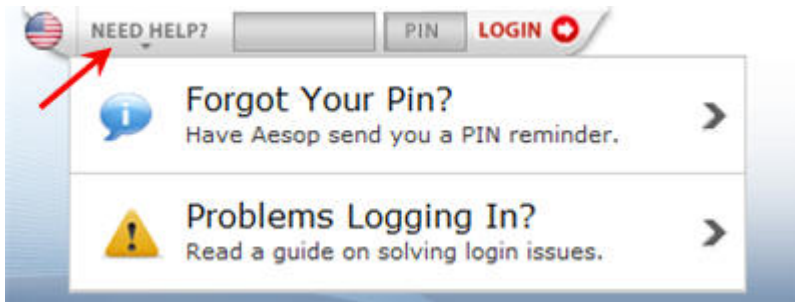 NEED HELP? PIN LOGIN
Forgot Your Pin?
Have Aesop send you a PIN reminder.
Problems Logging In?
Read a guide on solving login issues.